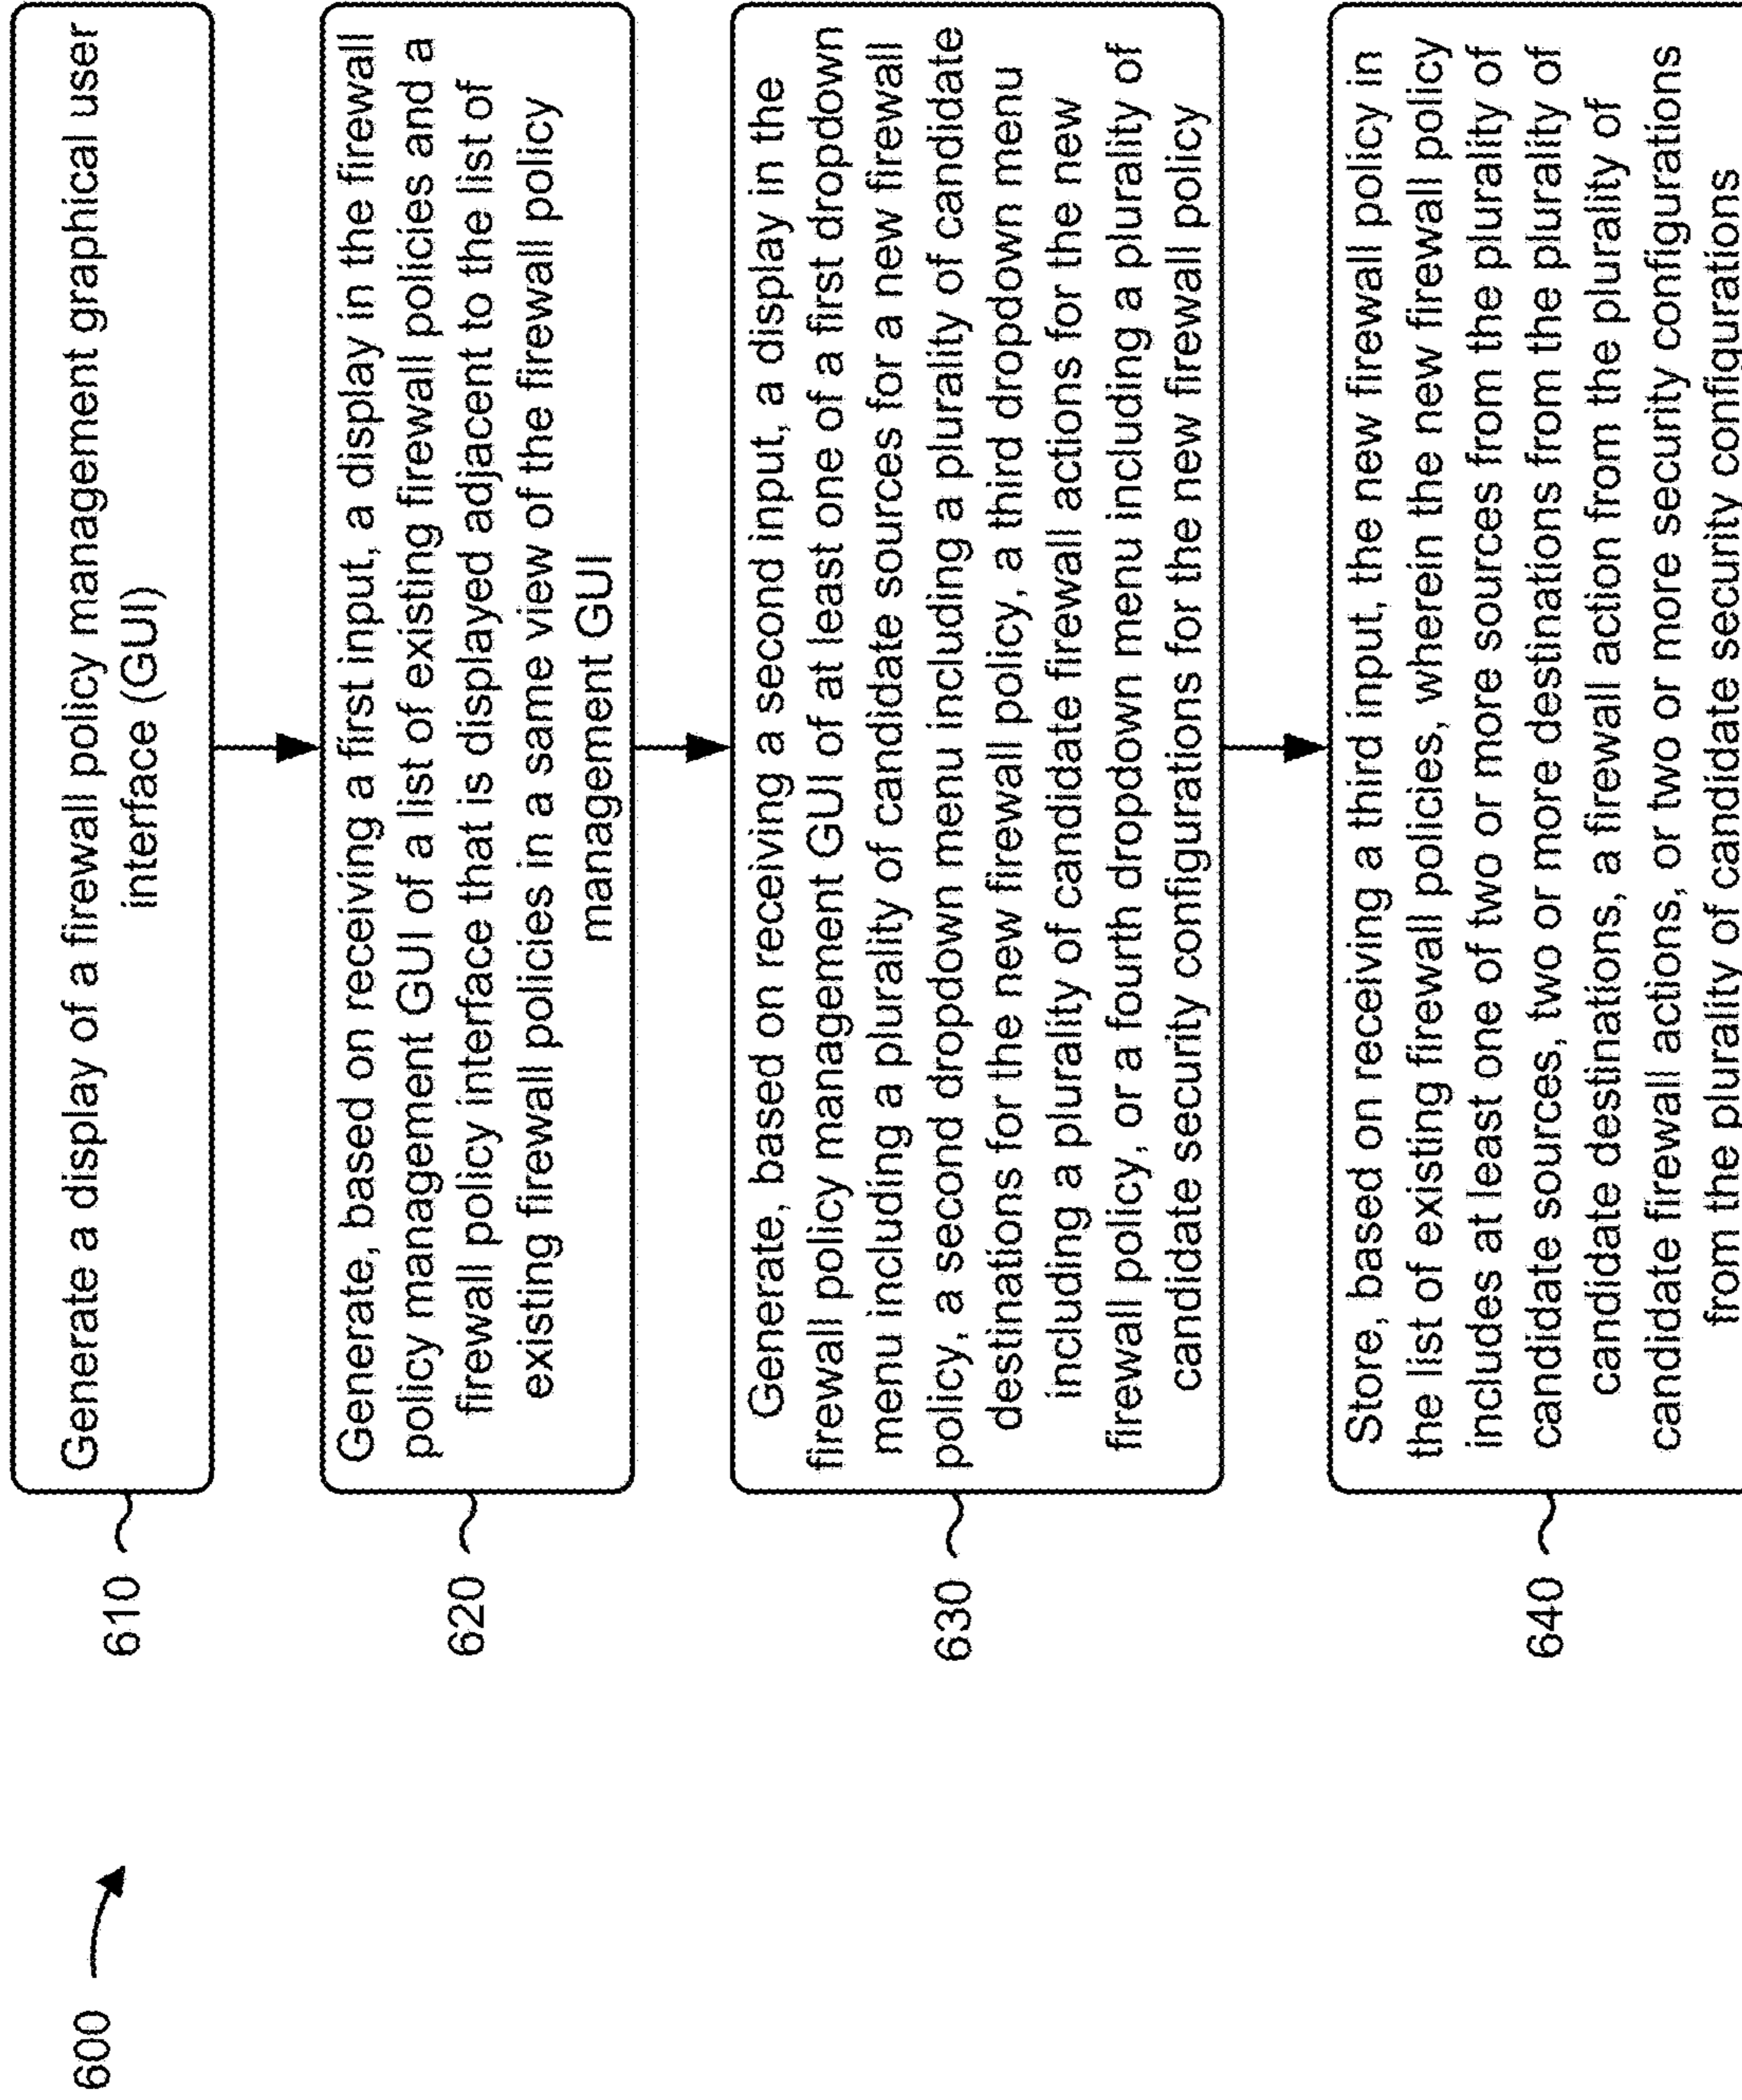 600
610
Generate a display of a firewall policy management graphical user
interface (GUI)
620
Generate, based on receiving a first input, a display in the firewall
policy management GUI of a list of existing firewall policies and a
firewall policy interface that is displayed adjacent to the list of
existing firewall policies in a same view of the firewall policy
management GUI
630
Generate, based on receiving a second input, a display in the
firewall policy management GUI of at least one of a first dropdown
menu including a plurality of candidate sources for a new firewall
policy, a second dropdown menu including a plurality of candidate
destinations for the new firewall policy, a third dropdown menu
including a plurality of candidate firewall actions for the new
firewall policy, or a fourth dropdown menu including a plurality of
candidate security configurations for the new firewall policy
640
Store, based on receiving a third input, the new firewall policy in
the list of existing firewall policies, wherein the new firewall policy
includes at least one of two or more sources from the plurality of
candidate sources, two or more destinations from the plurality of
candidate destinations, a firewall action from the plurality of
candidate firewall actions, or two or more security configurations
from the plurality of candidate security configurations